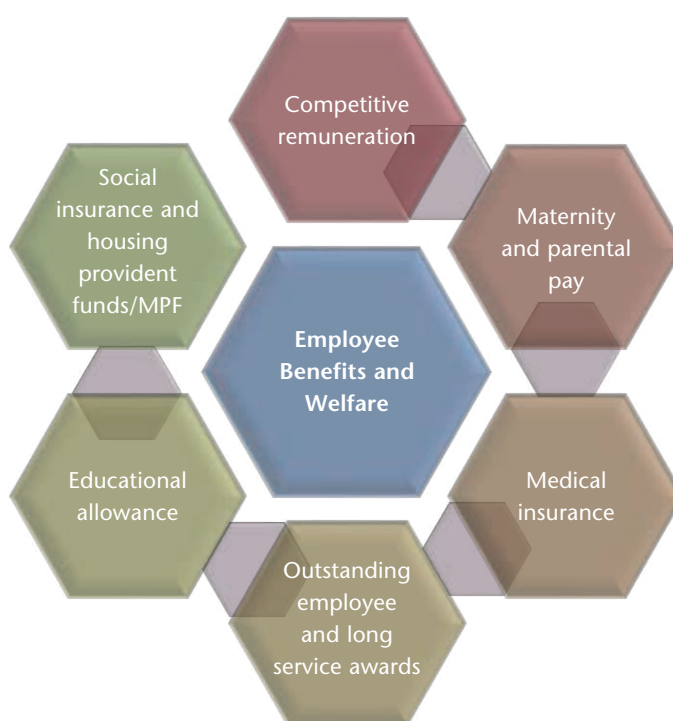 Competitive
remuneration
Social
insurance and
housing
provident
funds/MPF
Maternity
and parental
pay
Employee
Benefits and
Welfare
Educational
allowance
Medical
insurance
Outstanding
employee
and long
service awards